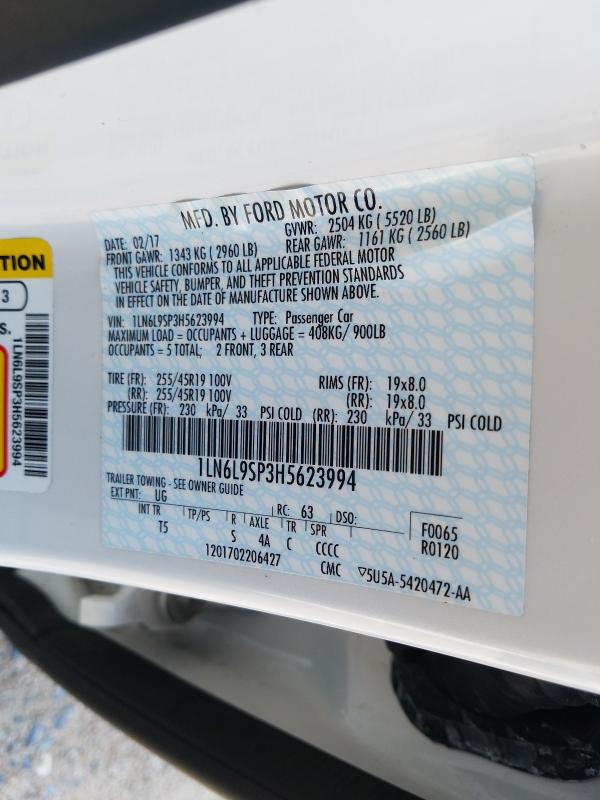 MFD. BY FORD MOTOR CO.
DATE: 02/17 GVWR: 2504 KG ( 5520 LB)
FRONT GAWR: 1343 KG ( 2960 LB) REAR GAWR: 1161 KG ( 2560 LB)
THIS VEHICLE CONFORMS TO ALL APPLICABLE FEDERAL MOTOR
VEHICLE SAFETY, BUMPER, AND THEFT PREVENTION STANDARDS
IN EFFECT ON THE DATE OF MANUFACTURE SHOWN ABOVE.
VIN: 1LN6L9SP3H5623994 TYPE: Passenger Car
MAXIMUM LOAD = OCCUPANTS + LUGGAGE = 408KG/ 900LB
OCCUPANTS = 5 TOTAL; 2 FRONT, 3 REAR
TIRE (FR): 255/45R19 100V RIMS (FR): 19x8.0
(RR): 255/45R19 100V (RR): 19x8.0
PRESSURE (FR): 230 kPa/ 33 PSI COLD (RR): 230 kPa/ 33 PSI COLD
1LN6L9SP3H5623994
TRAILER TOWING - SEE OWNER GUIDE
EXT PNT: UG RC: 63 DSO:
INT TR TP/PS R AXLE TR SPR F0065
T5 S 4A C CCCC R0120
1201702206427 CMC ▽5U5A-5420472-AA
TION
3
S.
1LN6L9SP3H5623994